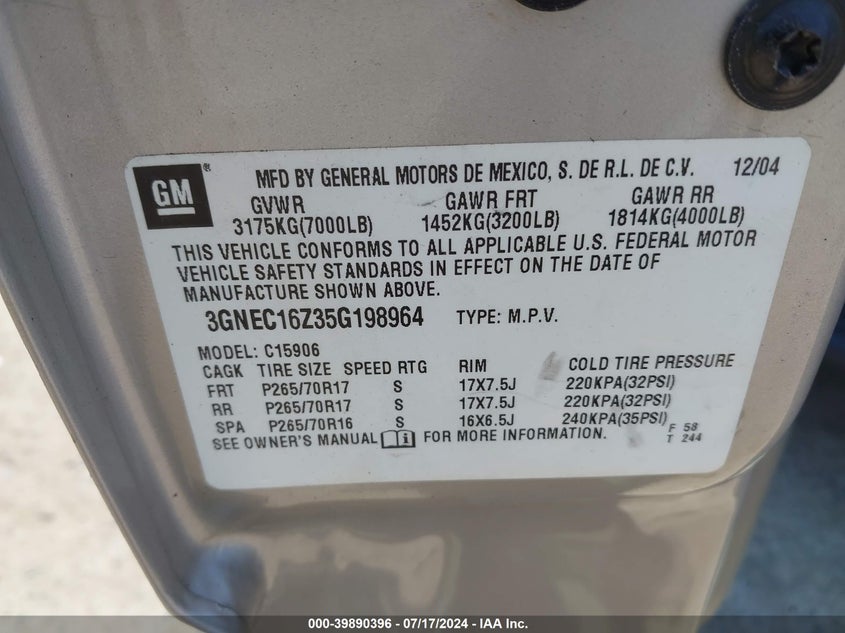 GM ® MFD BY GENERAL MOTORS DE MEXICO, S. DE R.L. DE C.V. 12/04
GVWR GAWR FRT GAWR RR
3175KG(7000LB) 1452KG(3200LB) 1814KG(4000LB)
THIS VEHICLE CONFORMS TO ALL APPLICABLE U.S. FEDERAL MOTOR
VEHICLE SAFETY STANDARDS IN EFFECT ON THE DATE OF
MANUFACTURE SHOWN ABOVE.
3GNEC16Z35G198964 TYPE: M.P.V.
MODEL: C15906
CAGK TIRE SIZE SPEED RTG RIM COLD TIRE PRESSURE
FRT P265/70R17 S 17X7.5J 220KPA(32PSI)
RR P265/70R17 S 17X7.5J 220KPA(32PSI)
SPA P265/70R16 S 16X6.5J 240KPA(35PSI) F 58
SEE OWNER'S MANUAL FOR MORE INFORMATION. T 244
000-39890396 - 07/17/2024 - IAA Inc.